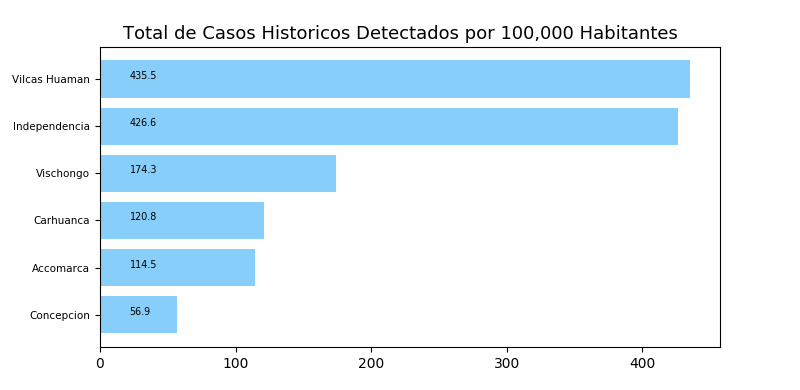 Total de Casos Historicos Detectados por 100,000 Habitantes
Vilcas Huaman 435.5
Independencia 426.6
Vischongo 174.3
Carhuanca 120.8
Accomarca 114.5
Concepcion 56.9
0 100 200 300 400